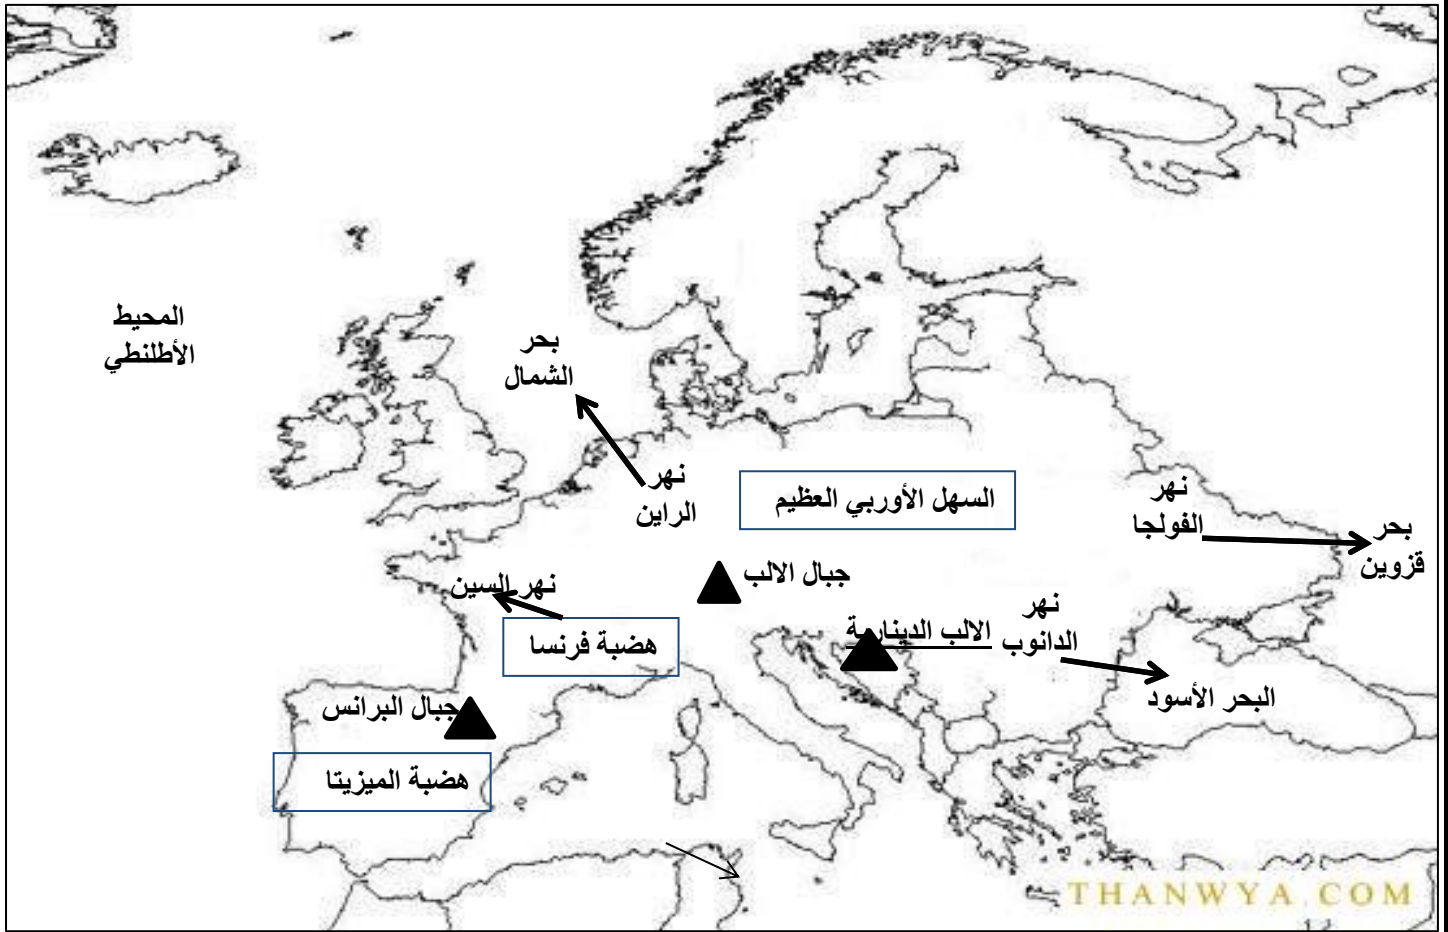 المحيط
الأطلنطي
بحر
الشمال
نهر
الراين
السهل الأوربي العظيم
نهر
الفولجا
بحر
قزوين
جبال الالب
نهر السين
هضبة فرنسا
الالب الدينارية
نهر
الدانوب
البحر الأسود
جبال البرانس
هضبة الميزيتا
THANWYA.COM